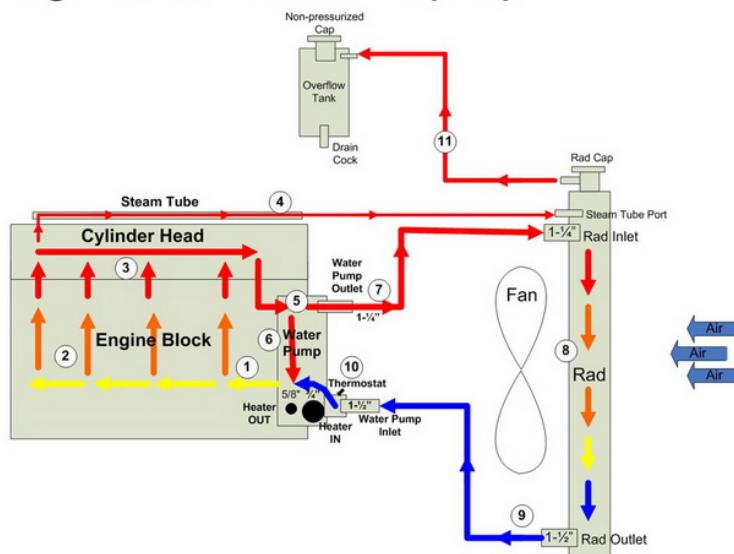 Non-pressurized
Cap
Overflow
Tank
Drain
Cock
11
Rad Cap
Steam Tube
4
Steam Tube Port
Cylinder Head
1-¼"
Rad Inlet
3
Water
Pump
Outlet
7
5
1-¼"
Fan
Engine Block
6
Water
Pump
2
1
10
Thermostat
8
Rad
Air
Air
Air
5/8"
¾"
1-½"
Heater
OUT
Heater
IN
Water Pump
Inlet
9
1-½"
Rad Outlet